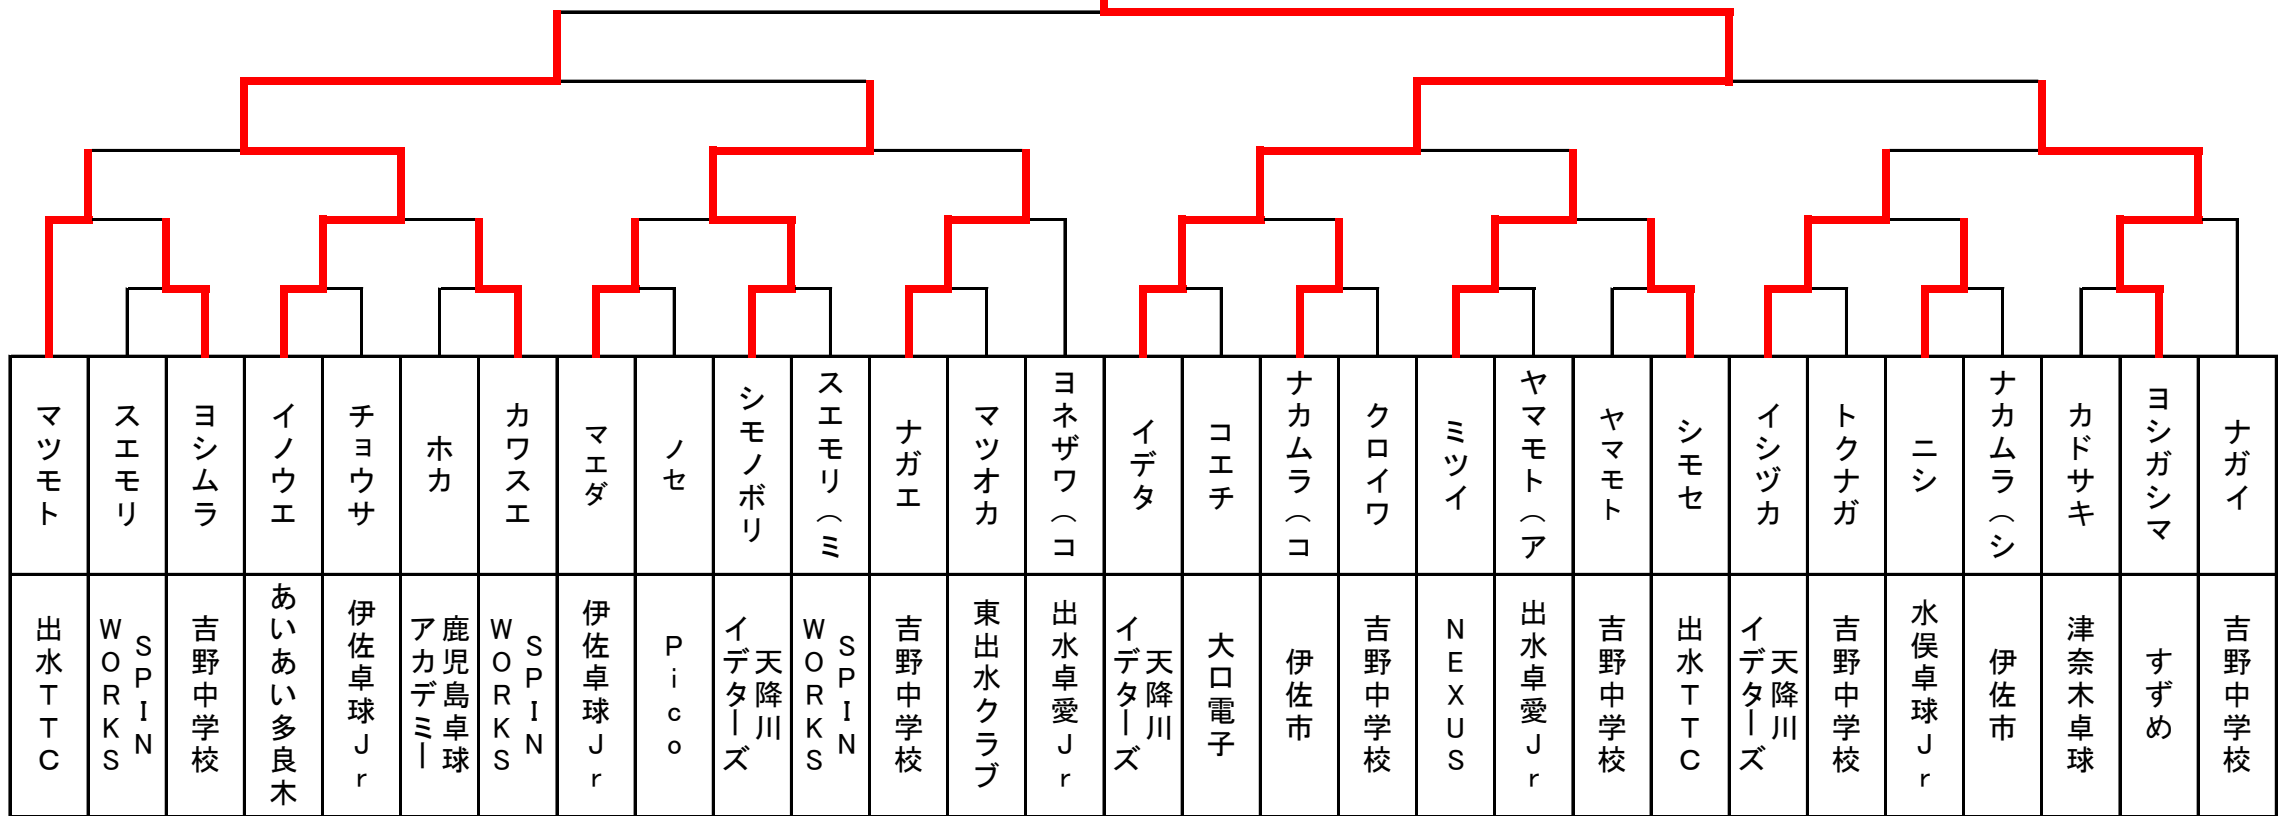 マツモト
スエモリ
ヨシムラ
イノウエ
チョウサ
ホカ
カワスエ
マエダ
ノセ
シモノボリ
スエモリ（ミ
ナガエ
マツオカ
ヨネザワ（コ
イデタ
コエチ
ナカムラ（コ
クロイワ
ミツイ
ヤマモト（ア
ヤマモト
シモセ
イシヅカ
トクナガ
ニシ
ナカムラ（シ
カドサキ
ヨシガシマ
ナガイ
出水TTC
SPIN
WORKS
吉野中学校
あいあい多良木
伊佐卓球Jr
鹿児島卓球
アカデミー
SPIN
WORKS
伊佐卓球Jr
Pico
天降川
イデターズ
SPIN
WORKS
吉野中学校
東出水クラブ
出水卓愛Jr
天降川
イデターズ
大口電子
伊佐市
吉野中学校
NEXUS
出水卓愛Jr
吉野中学校
出水TTC
天降川
イデターズ
吉野中学校
水俣卓球Jr
伊佐市
津奈木卓球
すずめ
吉野中学校